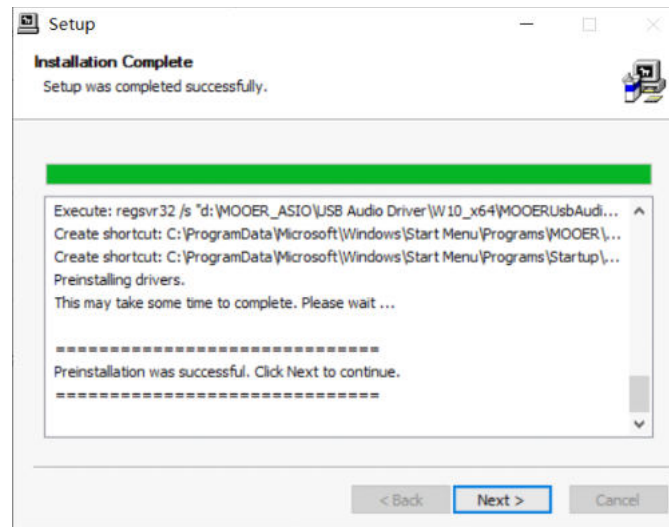 Setup
Installation Complete
Setup was completed successfully.
Execute: regsvr32 /s "d:\MOOER_ASIO\USB Audio Driver\W10_x64\MOOERUsbAudi...
Create shortcut: C:\ProgramData\Microsoft\Windows\Start Menu\Programs\MOOER\...
Create shortcut: C:\ProgramData\Microsoft\Windows\Start Menu\Programs\Startup\...
Preinstalling drivers.
This may take some time to complete. Please wait ...
==============================
Preinstallation was successful. Click Next to continue.
==============================
< Back Next > Cancel